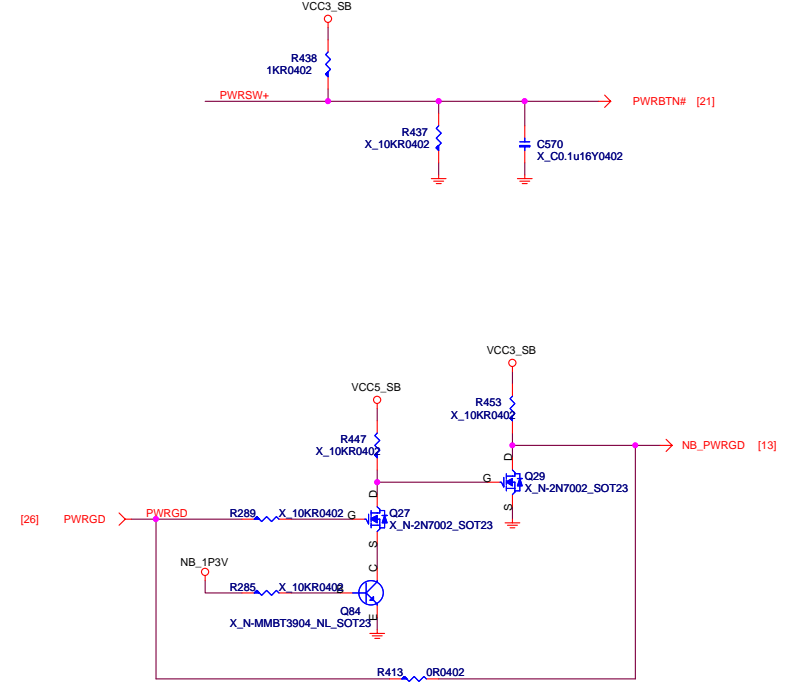 VCC3_SB
R438
1KR0402
PWRSW+
PWRBTN# [21]
R437
X_10KR0402
C570
X_C0.1u16Y0402
VCC3_SB
VCC5_SB
R453
X_10KR0402
R447
X_10KR0402
NB_PWRGD [13]
D
G
Q29
X_N-2N7002_SOT23
S
D
[26] PWRGD
PWRGD
R289
X_10KR0402
G
Q27
X_N-2N7002_SOT23
S
NB_1P3V
C
R285
X_10KR0402
B
Q84
E
X_N-MMBT3904_NL_SOT23
R413
0R0402